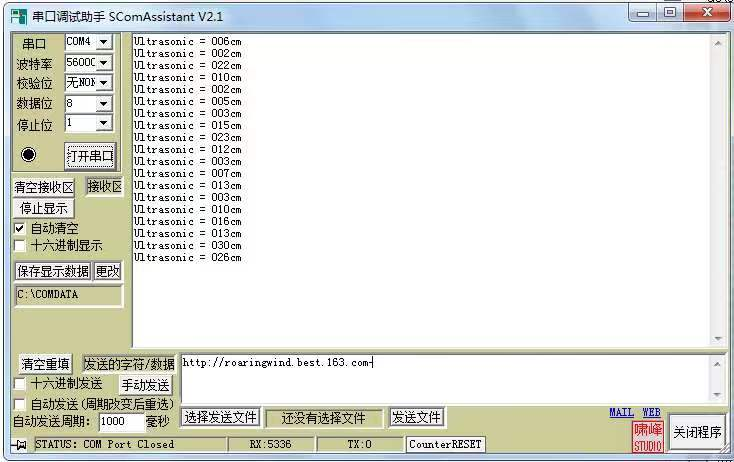 串口调试助手 SComAssistant V2.1
串口 COM4
波特率 5600C
校验位 无NON
数据位 8
停止位 1
打开串口
清空接收区 接收区
停止显示
自动清空
十六进制显示
保存显示数据 更改
C:\COMDATA
Ultrasonic = 006cm
Ultrasonic = 002cm
Ultrasonic = 022cm
Ultrasonic = 010cm
Ultrasonic = 002cm
Ultrasonic = 005cm
Ultrasonic = 003cm
Ultrasonic = 015cm
Ultrasonic = 023cm
Ultrasonic = 012cm
Ultrasonic = 003cm
Ultrasonic = 007cm
Ultrasonic = 013cm
Ultrasonic = 003cm
Ultrasonic = 010cm
Ultrasonic = 016cm
Ultrasonic = 013cm
Ultrasonic = 030cm
Ultrasonic = 026cm
清空重填 发送的字符/数据 http://roaringwind.best.163.com
十六进制发送 手动发送
自动发送(周期改变后重选)
自动发送周期: 1000 毫秒
选择发送文件 还没有选择文件 发送文件
MAIL WEB
啸峰
STUDIO
关闭程序
STATUS: COM Port Closed RX:5336 TX:0 CounterRESET